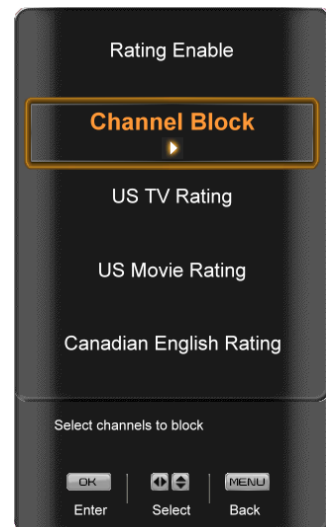 Rating Enable
Channel Block
US TV Rating
US Movie Rating
Canadian English Rating
Select channels to block
OK MENU
Enter Select Back